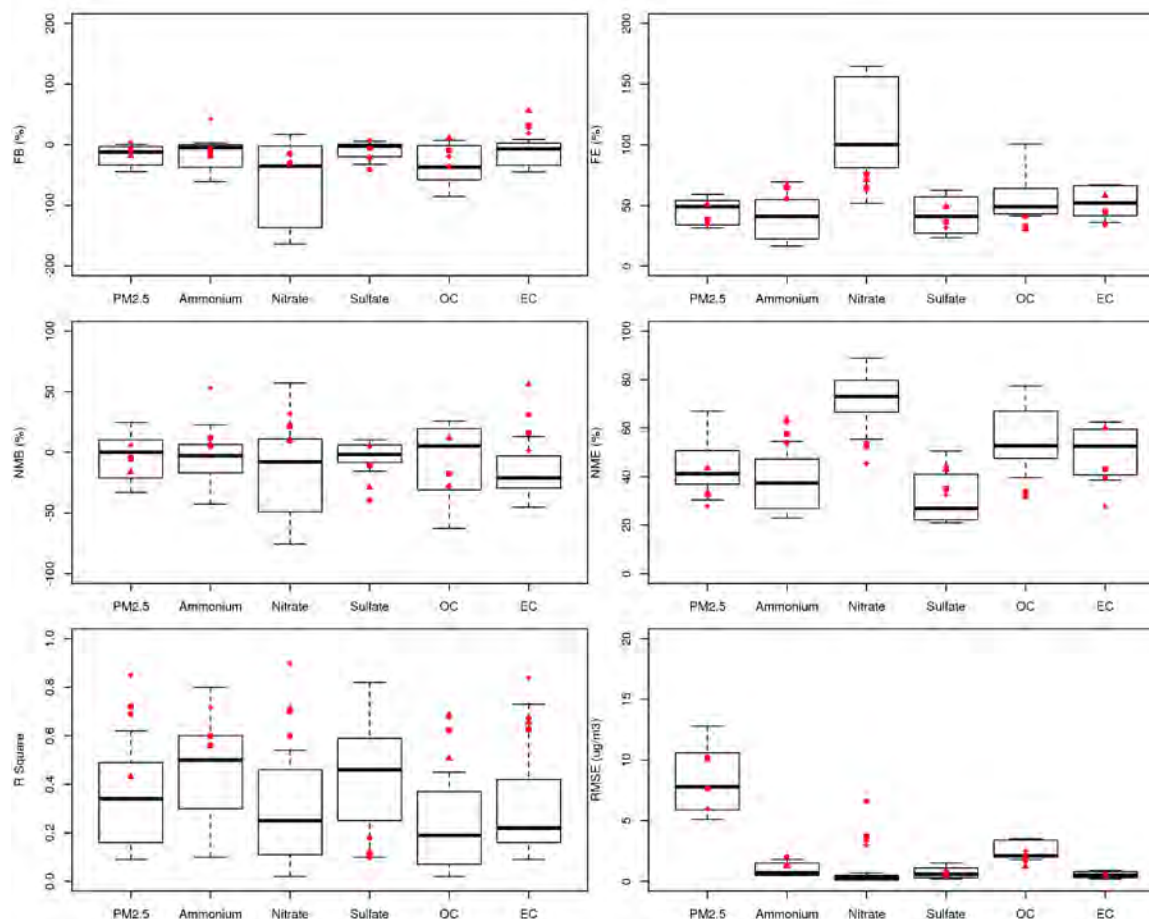 FB (%)
200
100
0
-100
-200
PM2.5 Ammonium Nitrate Sulfate OC EC
FE (%)
200
150
100
50
0
PM2.5 Ammonium Nitrate Sulfate OC EC
NMB (%)
100
50
0
-50
-100
PM2.5 Ammonium Nitrate Sulfate OC EC
NME (%)
100
80
60
40
20
0
PM2.5 Ammonium Nitrate Sulfate OC EC
R Square
1.0
0.8
0.6
0.4
0.2
0.0
PM2.5 Ammonium Nitrate Sulfate OC EC
RMSE (ug/m3)
20
15
10
5
0
PM2.5 Ammonium Nitrate Sulfate OC EC